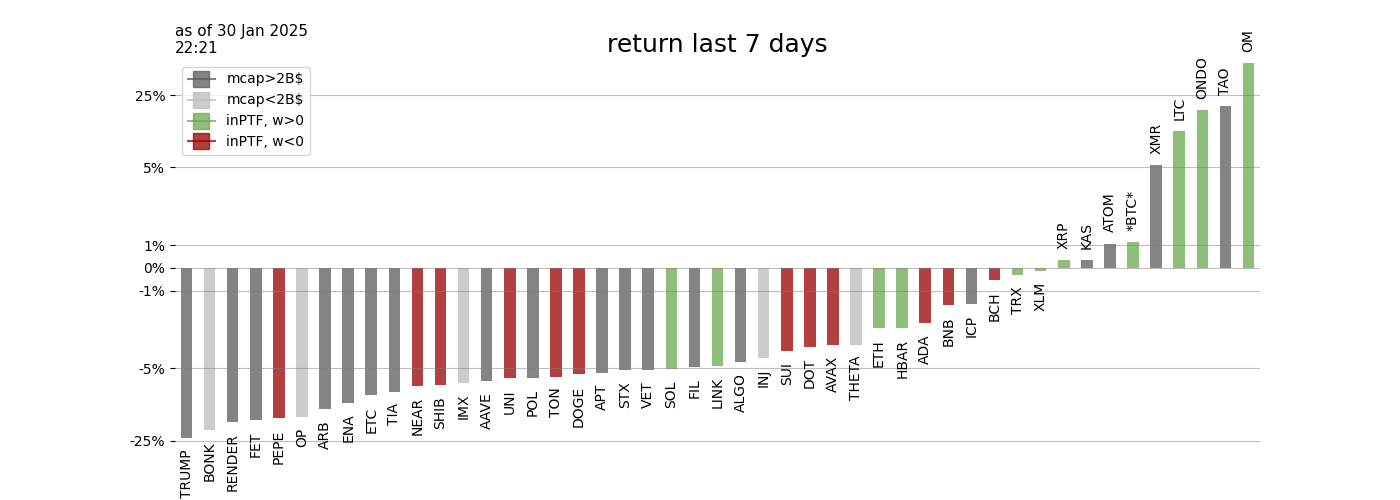 as of 30 Jan 2025
22:21
return last 7 days
mcap>2B$
mcap<2B$
inPTF, w>0
inPTF, w<0
25%
5%
1%
0%
-1%
-5%
-25%
TRUMP
BONK
RENDER
FET
PEPE
OP
ARB
ENA
ETC
TIA
NEAR
SHIB
IMX
AAVE
UNI
POL
TON
DOGE
APT
STX
VET
SOL
FIL
LINK
ALGO
INJ
SUI
DOT
AVAX
THETA
ETH
HBAR
ADA
BNB
ICP
BCH
TRX
XLM
XRP
KAS
ATOM
*BTC*
XMR
LTC
ONDO
TAO
OM